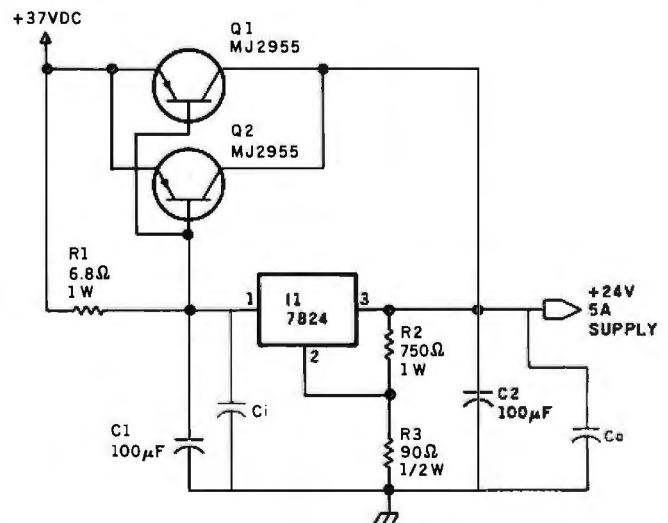 +37VDC
Q1
MJ2955
Q2
MJ2955
R1
6.8Ω
1W
1
I1
7824
3
2
R2
750Ω
1W
+24V
5A
SUPPLY
C1
100μF
Ci
R3
90Ω
1/2W
C2
100μF
Co